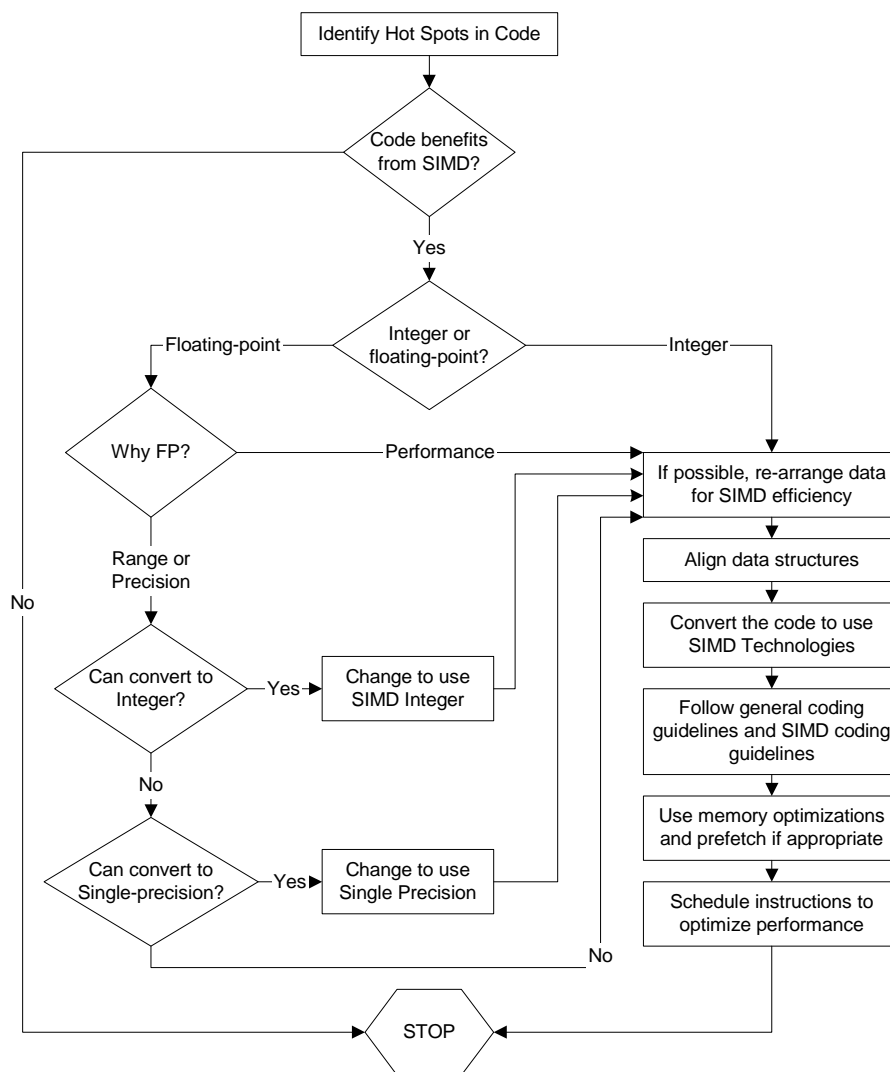 Identify Hot Spots in Code
Code benefits
from SIMD?
Yes
Integer or
floating-point?
Floating-point
Integer
Why FP?
Performance
If possible, re-arrange data
for SIMD efficiency
Range or
Precision
Align data structures
No
Convert the code to use
SIMD Technologies
Can convert to
Integer?
Yes
Change to use
SIMD Integer
Follow general coding
guidelines and SIMD coding
guidelines
No
Use memory optimizations
and prefetch if appropriate
Can convert to
Single-precision?
Yes
Change to use
Single Precision
Schedule instructions to
optimize performance
No
STOP